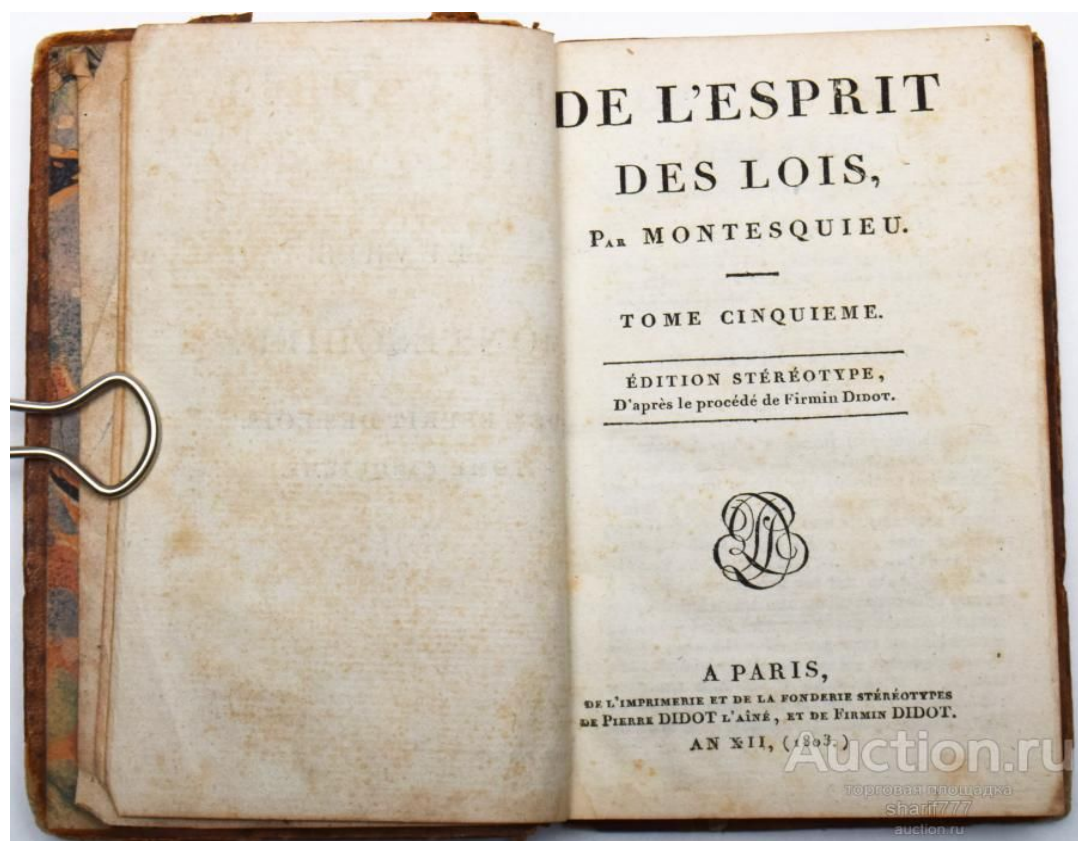 DE L'ESPRIT
DES LOIS,
PAR MONTESQUIEU.
TOME CINQUIEME.
ÉDITION STÉRÉOTYPE,
D'après le procédé de Firmin DIDOT.
A PARIS,
DE L'IMPRIMERIE ET DE LA FONDERIE STÉRÉOTYPES
DE PIERRE DIDOT L'AÎNÉ, ET DE FIRMIN DIDOT.
AN XII, (1803.)
Auction.ru
торговая площадка
sharif777
auction.ru